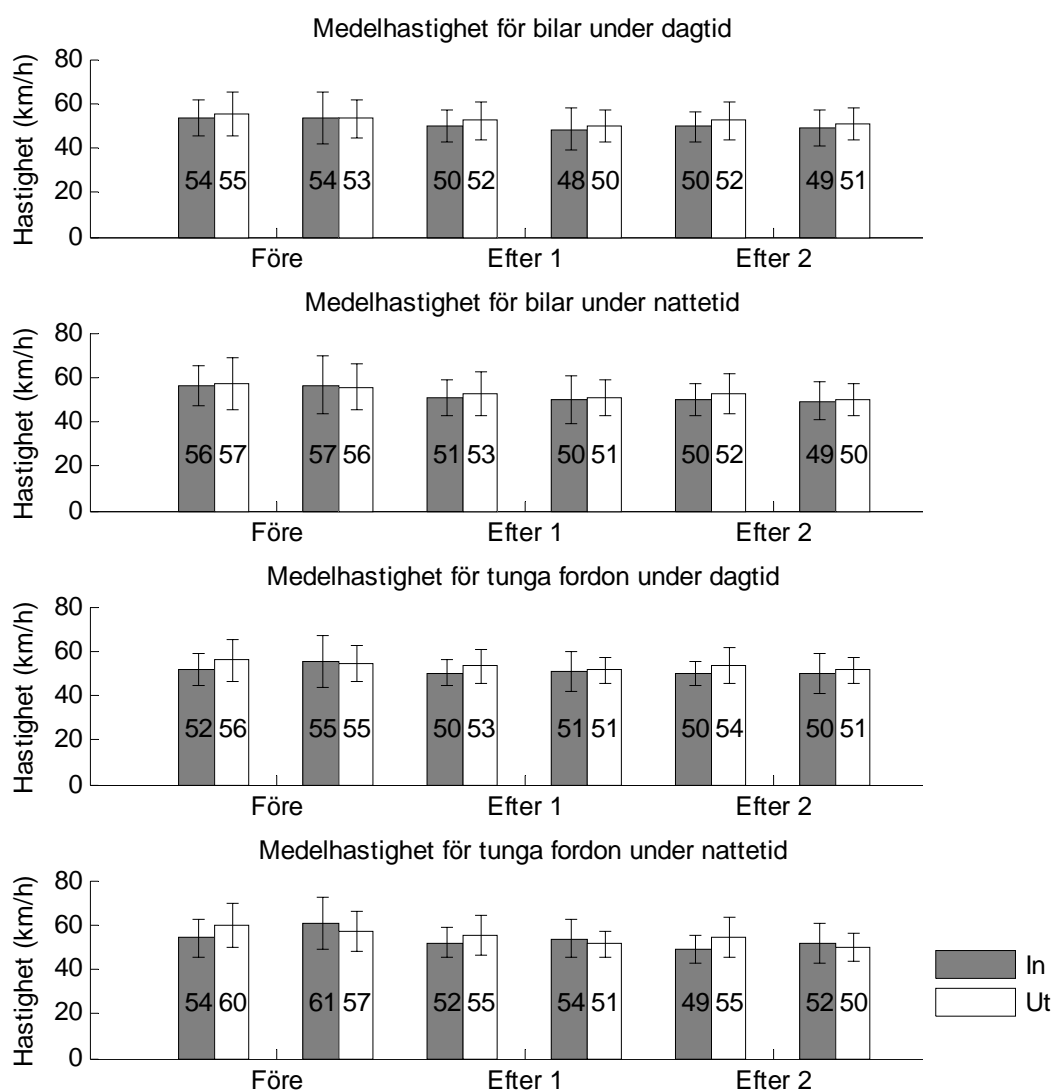 Medelhastighet för bilar under dagtid
Hastighet (km/h)
80
60
40
20
0
54 55 54 53 50 52 48 50 50 52 49 51
Före Efter 1 Efter 2
Medelhastighet för bilar under nattetid
Hastighet (km/h)
80
60
40
20
0
56 57 57 56 51 53 50 51 50 52 49 50
Före Efter 1 Efter 2
Medelhastighet för tunga fordon under dagtid
Hastighet (km/h)
80
60
40
20
0
52 56 55 55 50 53 51 51 50 54 50 51
Före Efter 1 Efter 2
Medelhastighet för tunga fordon under nattetid
Hastighet (km/h)
80
60
40
20
0
54 60 61 57 52 55 54 51 49 55 52 50
Före Efter 1 Efter 2
In
Ut